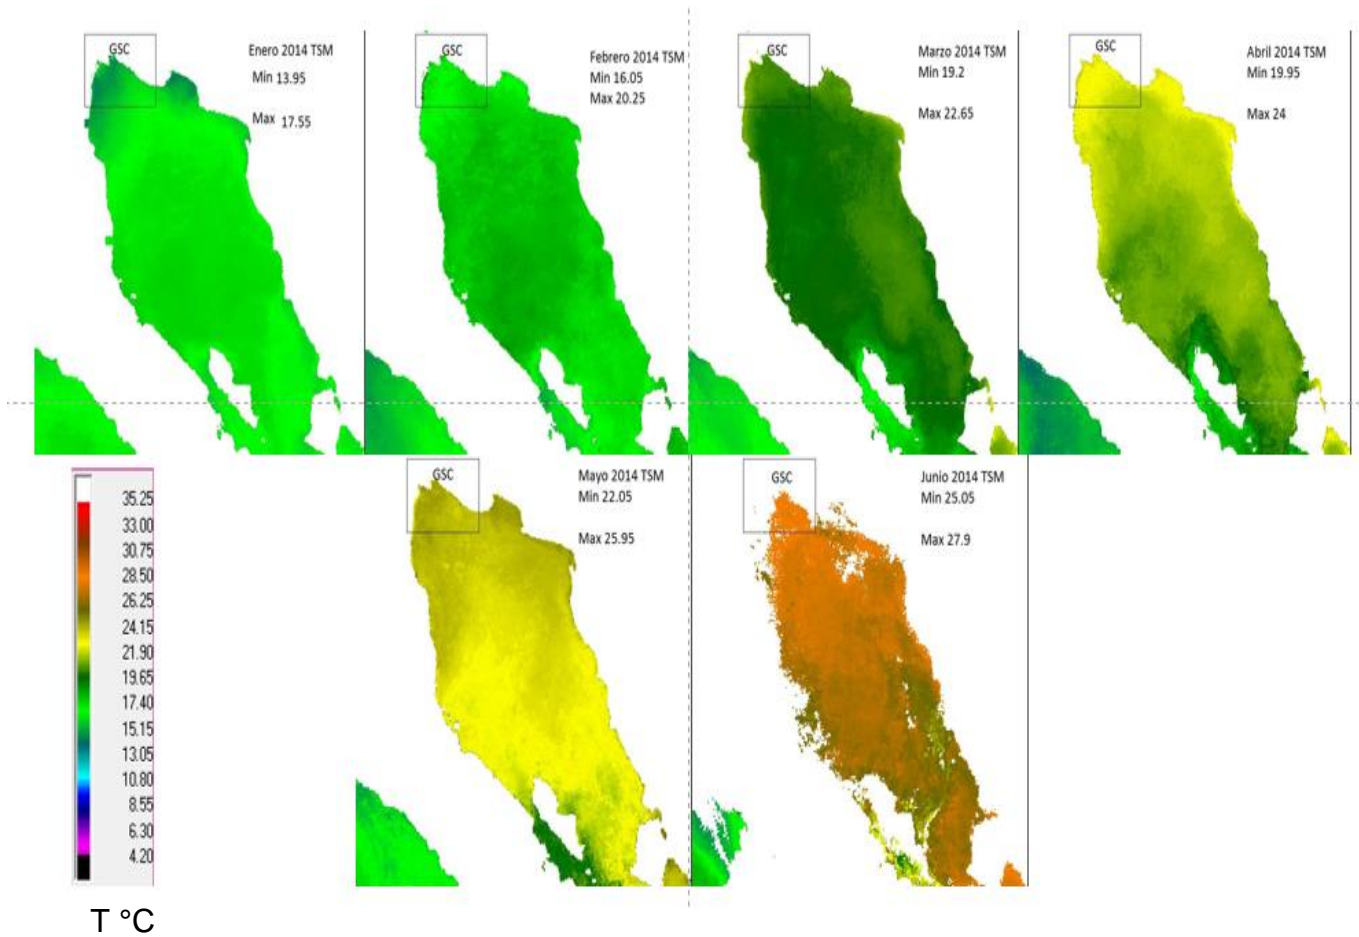 GSC
Enero 2014 TSM
Min 13.95
Max 17.55
GSC
Febrero 2014 TSM
Min 16.05
Max 20.25
GSC
Marzo 2014 TSM
Min 19.2
Max 22.65
GSC
Abril 2014 TSM
Min 19.95
Max 24
35.25
33.00
30.75
28.50
26.25
24.15
21.90
19.65
17.40
15.15
13.05
10.80
8.55
6.30
4.20
T °C
GSC
Mayo 2014 TSM
Min 22.05
Max 25.95
GSC
Junio 2014 TSM
Min 25.05
Max 27.9